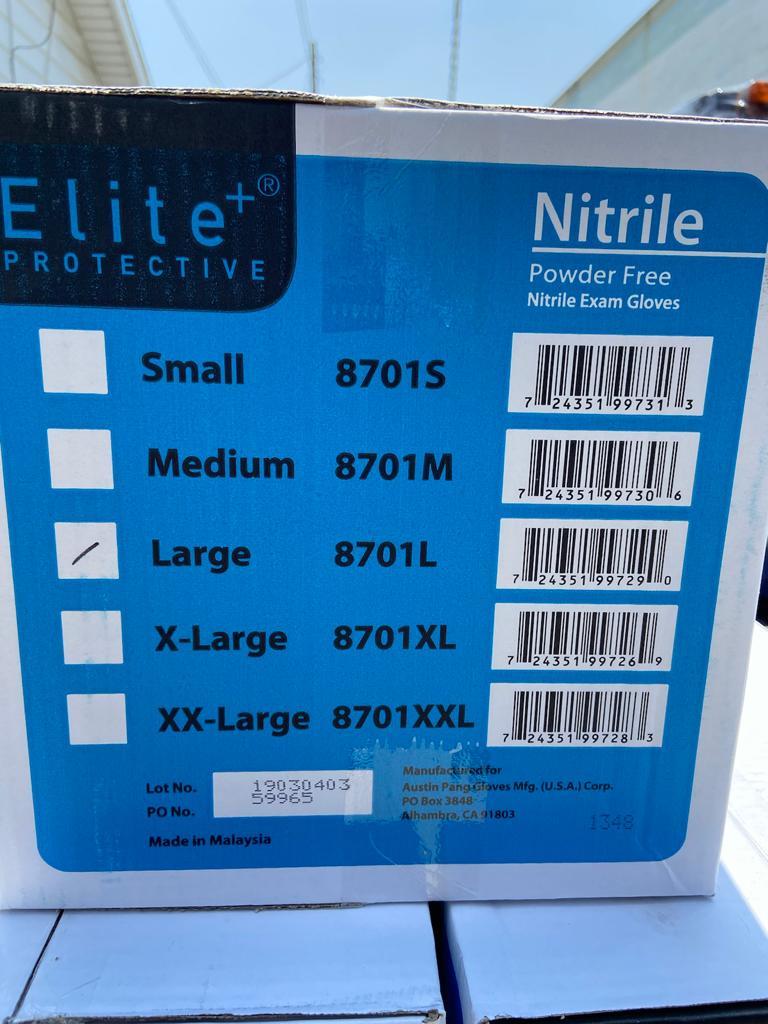 Elite+®
PROTECTIVE
Nitrile
Powder Free
Nitrile Exam Gloves
Small 8701S 7 24351 99731 3
Medium 8701M 7 24351 99730 6
Large 8701L 7 24351 99729 0
X-Large 8701XL 7 24351 99726 9
XX-Large 8701XXL 7 24351 99728 3
Lot No. 19030403
PO No. 59965
Made in Malaysia
Manufactured for
Austin Pang Gloves Mfg. (U.S.A.) Corp.
PO Box 3848
Alhambra, CA 91803
1348